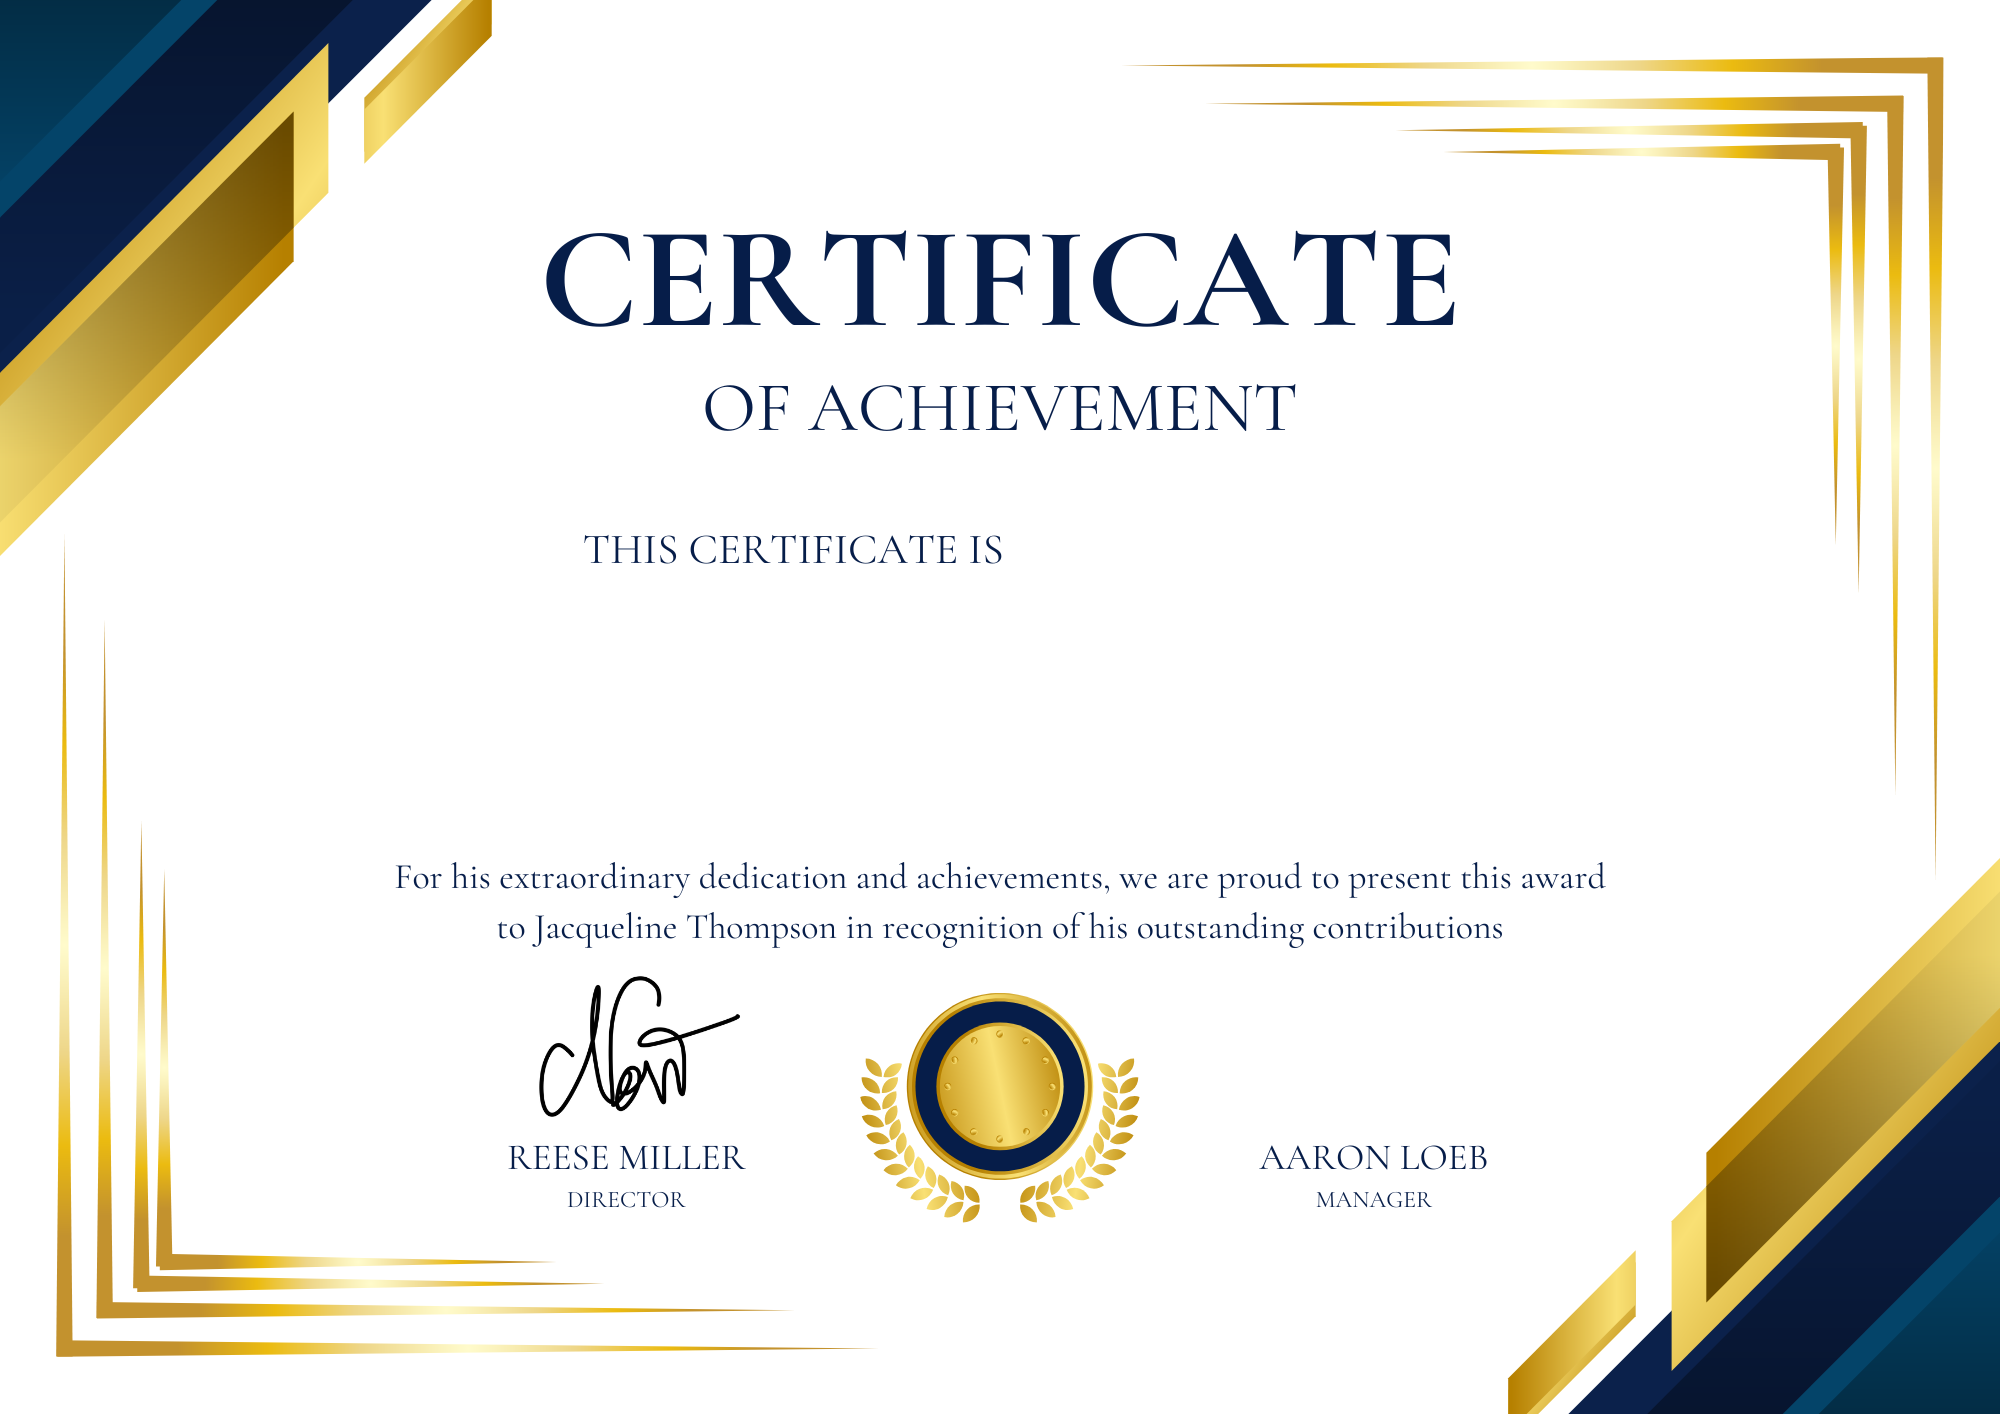 CERTIFICATE
OF ACHIEVEMENT
THIS CERTIFICATE IS
For his extraordinary dedication and achievements, we are proud to present this award
to Jacqueline Thompson in recognition of his outstanding contributions
REESE MILLER
DIRECTOR
AARON LOEB
MANAGER